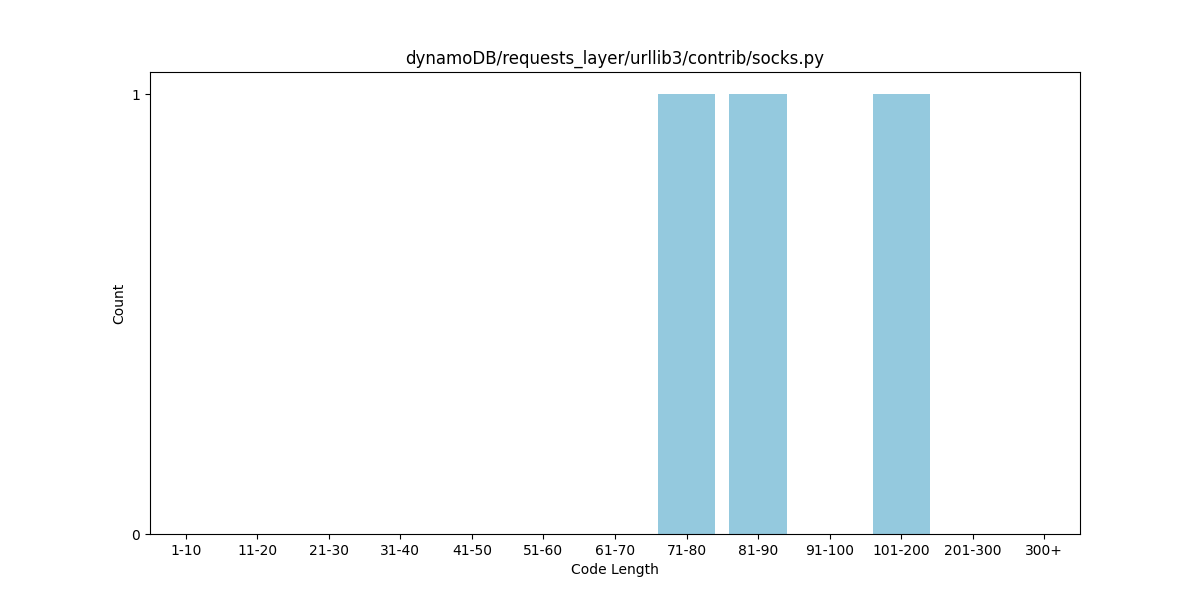 dynamoDB/requests_layer/urllib3/contrib/socks.py
1
Count
0
1-10 11-20 21-30 31-40 41-50 51-60 61-70 71-80 81-90 91-100 101-200 201-300 300+
Code Length